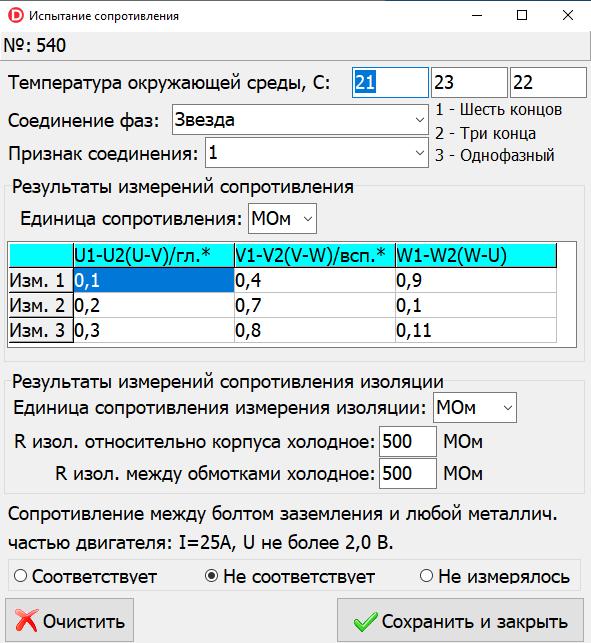 Испытание сопротивления
№: 540
Температура окружающей среды, С: 21 23 22
Соединение фаз: Звезда
1 - Шесть концов
2 - Три конца
Признак соединения: 1
3 - Однофазный
Результаты измерений сопротивления
Единица сопротивления: МОм
U1-U2(U-V)/гл.* V1-V2(V-W)/всп.* W1-W2(W-U)
Изм. 1 0,1 0,4 0,9
Изм. 2 0,2 0,7 0,1
Изм. 3 0,3 0,8 0,11
Результаты измерений сопротивления изоляции
Единица сопротивления измерения изоляции: МОм
R изол. относительно корпуса холодное: 500 МОм
R изол. между обмотками холодное: 500 МОм
Сопротивление между болтом заземления и любой металлич.
частью двигателя: I=25А, U не более 2,0 В.
Соответствует Не соответствует Не измерялось
Очистить Сохранить и закрыть